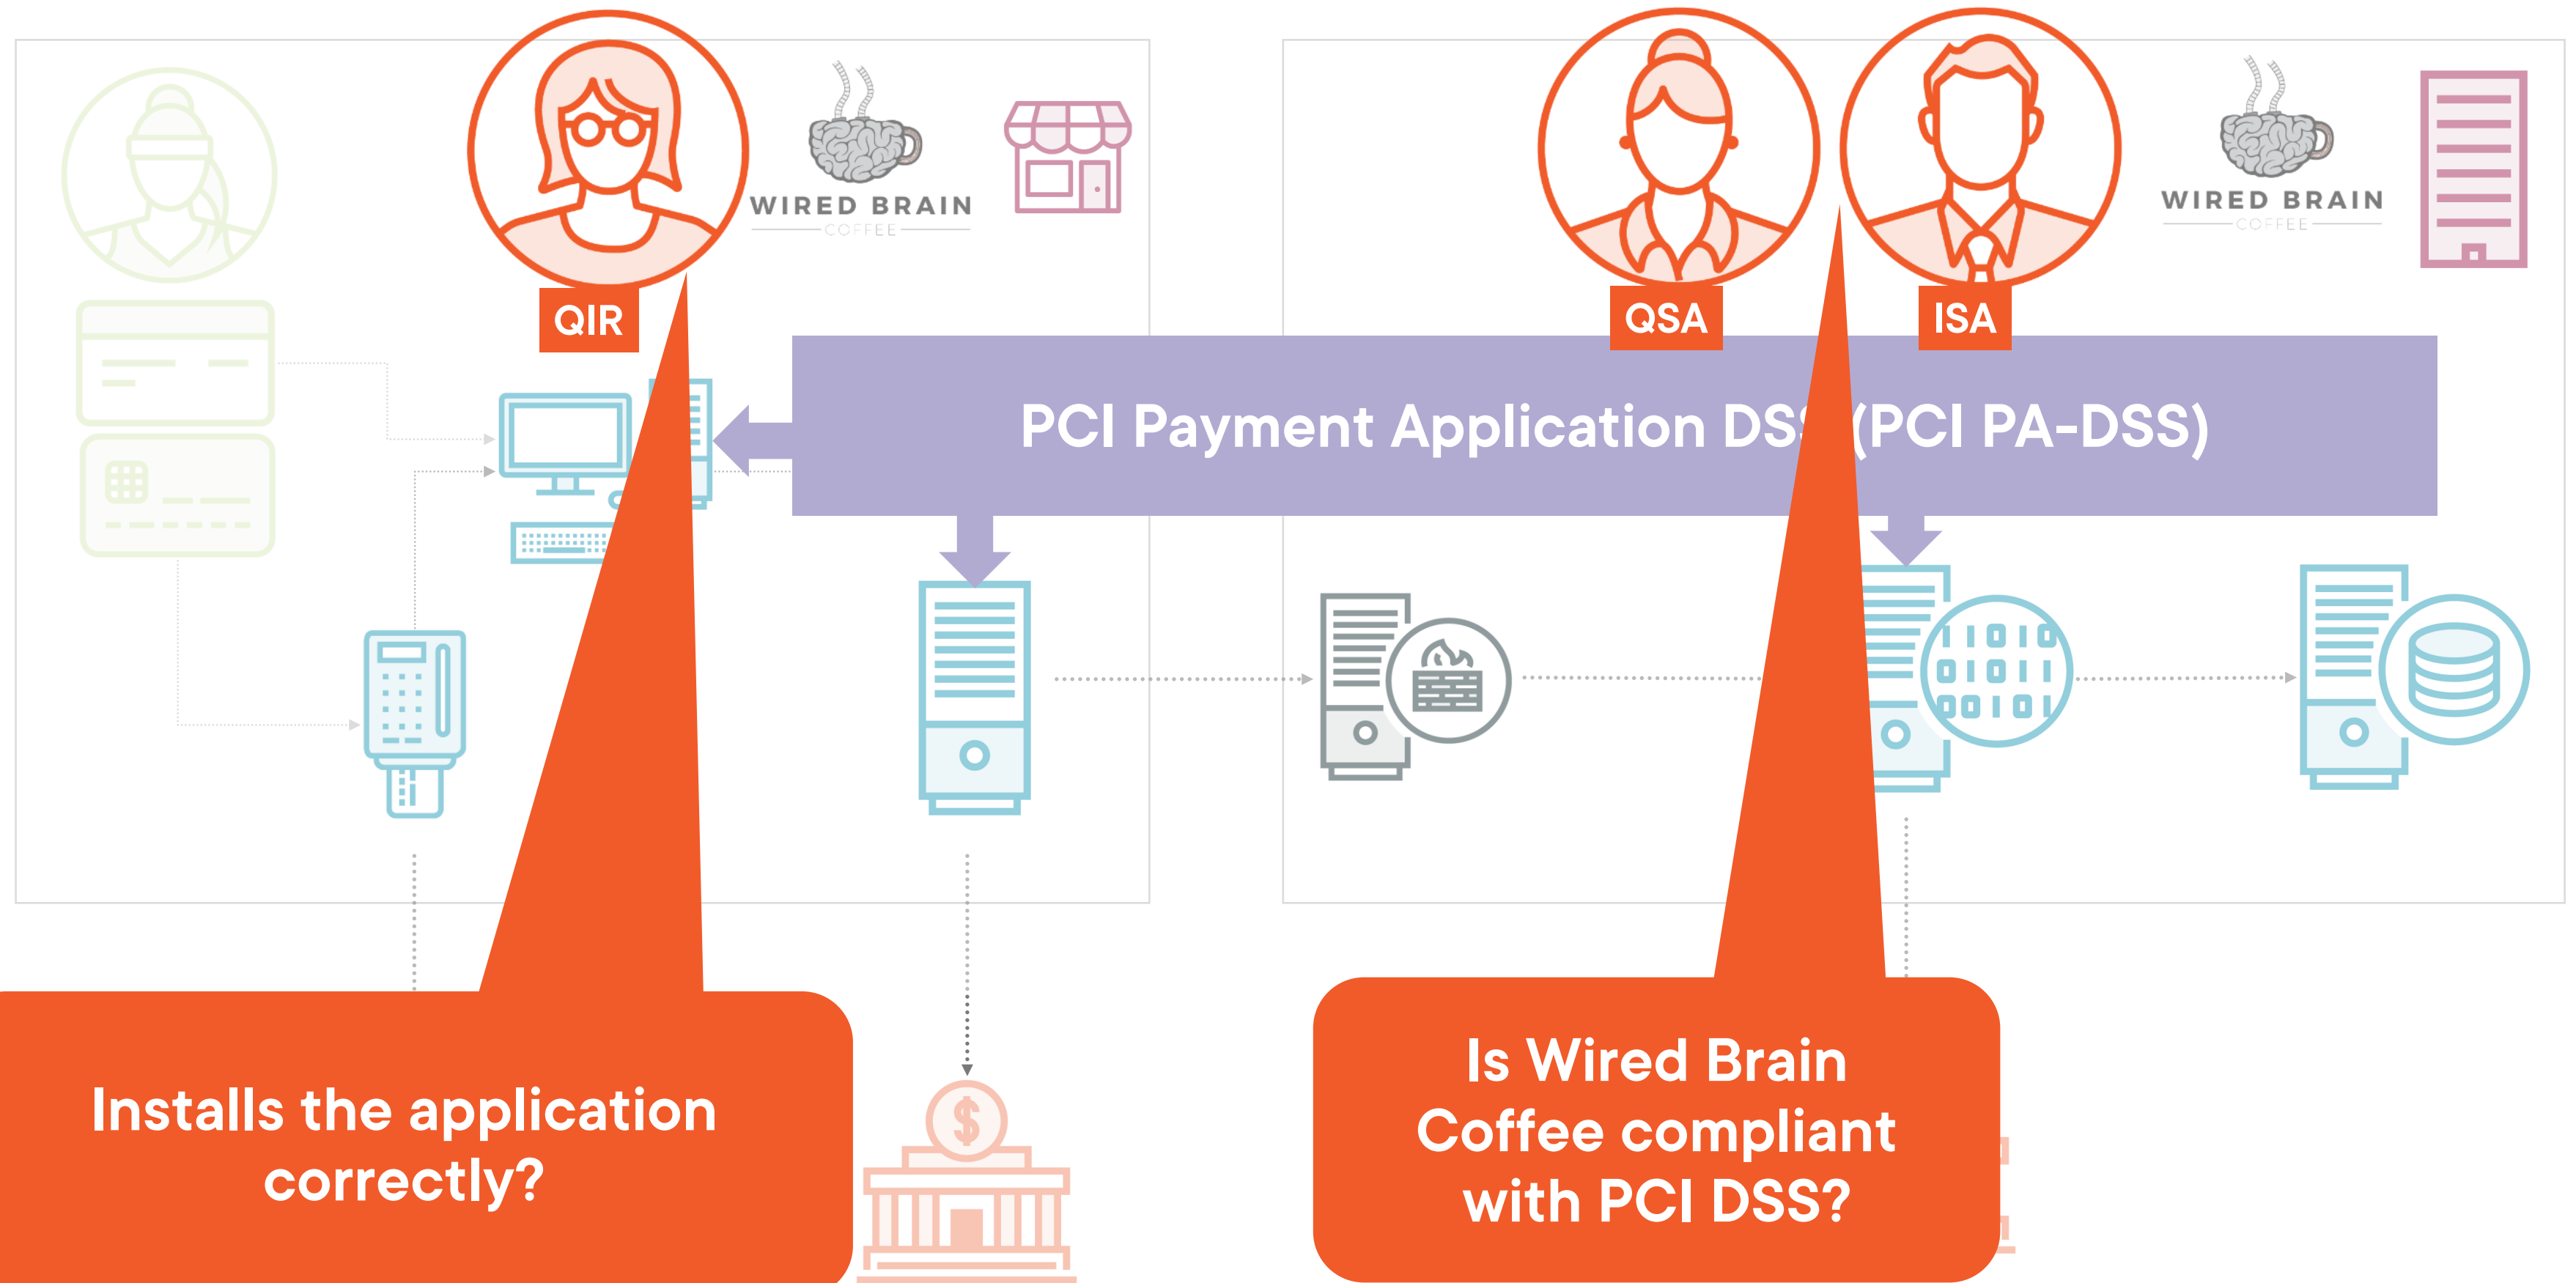 WIRED BRAIN
COFFEE
WIRED BRAIN
COFFEE
QIR
QSA
ISA
PCI Payment Application DSS (PCI PA-DSS)
Installs the application
correctly?
Is Wired Brain
Coffee compliant
with PCI DSS?